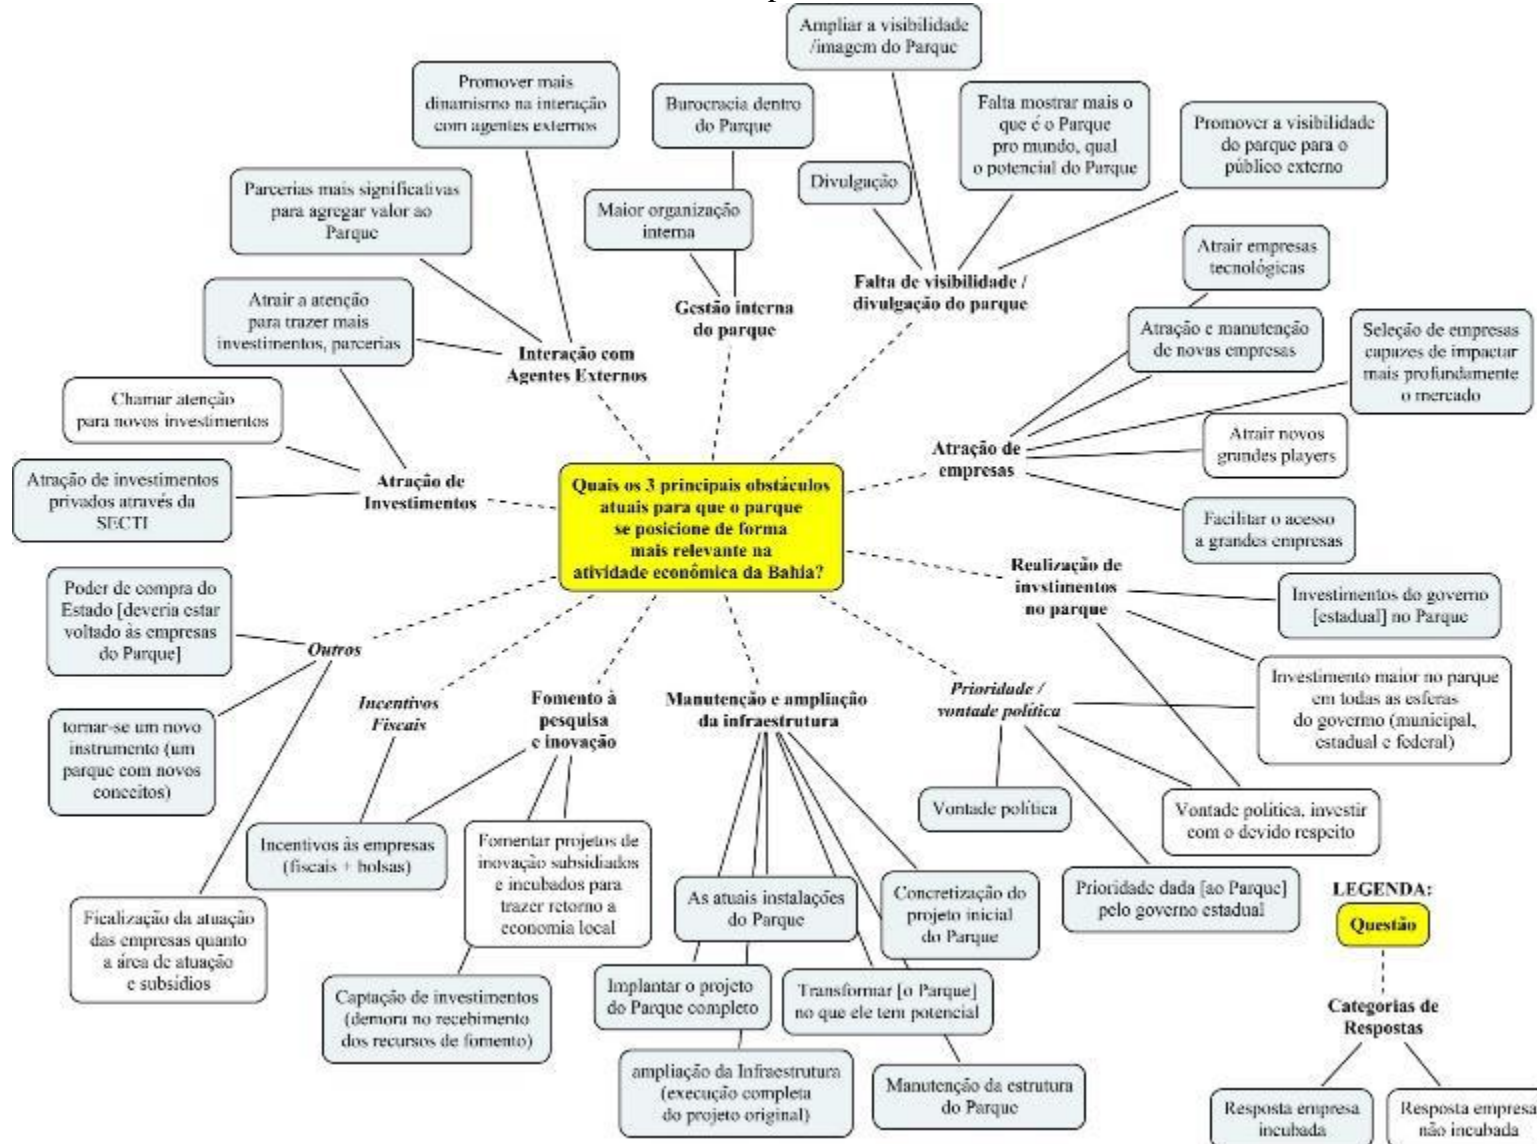 Ampliar a visibilidade
/imagem do Parque
Promover mais
dinamismo na interação
com agentes externos
Burocracia dentro
do Parque
Falta mostrar mais o
que é o Parque
pro mundo, qual
o potencial do Parque
Promover a visibilidade
do parque para o
público externo
Divulgação
Parcerias mais significativas
para agregar valor ao
Parque
Maior organização
interna
Atrair empresas
tecnológicas
Atrair a atenção
para trazer mais
investimentos, parcerias
Gestão interna
do parque
Falta de visibilidade /
divulgação do parque
Atração e manutenção
de novas empresas
Seleção de empresas
capazes de impactar
mais profundamente
o mercado
Interação com
Agentes Externos
Chamar atenção
para novos investimentos
Atrair novos
grandes players
Atração de
empresas
Atração de investimentos
privados através da
SECTI
Atração de
Investimentos
Quais os 3 principais obstáculos
atuais para que o parque
se posicione de forma
mais relevante na
atividade econômica da Bahia?
Facilitar o acesso
a grandes empresas
Realização de
invstimentos
no parque
Investimentos do governo
[estadual] no Parque
Poder de compra do
Estado [deveria estar
voltado às empresas
do Parque]
Outros
Investimento maior no parque
em todas as esferas
do govermo (municipal,
estadual e federal)
Incentivos
Fiscais
Fomento à
pesquisa
e inovação
Manutenção e ampliação
da infraestrutura
Prioridade /
vontade política
tornar-se um novo
instrumento (um
parque com novos
conceitos)
Vontade política
Vontade política, investir
com o devido respeito
Incentivos às empresas
(fiscais + bolsas)
Fomentar projetos de
inovação subsidiados
e incubados para
trazer retorno a
economia local
As atuais instalações
do Parque
Concretização do
projeto inicial
do Parque
Prioridade dada [ao Parque]
pelo governo estadual
LEGENDA:
Questão
Ficalização da atuação
das empresas quanto
a área de atuação
e subsídios
Captação de investimentos
(demora no recebimento
dos recursos de fomento)
Implantar o projeto
do Parque completo
Transformar [o Parque]
no que ele tem potencial
Categorias de
Respostas
ampliação da Infraestrutura
(execução completa
do projeto original)
Manutenção da estrutura
do Parque
Resposta empresa
incubada
Resposta empresa
não incubada